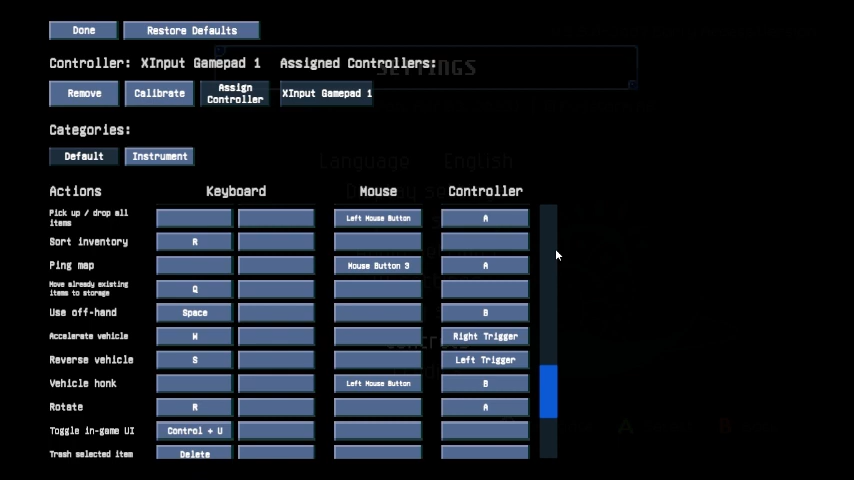 Done Restore Defaults
Controller: XInput Gamepad 1 Assigned Controllers:
SETTINGS
Remove Calibrate Assign Controller XInput Gamepad 1
Categories:
Default Instrument
Language English
Actions Keyboard Mouse Controller
Pick up / drop all items Left Mouse Button A
Sort inventory R
Ping map Mouse Button 3 A
Move already existing items to storage Q
Use off-hand Space B
Accelerate vehicle W Right Trigger
Reverse vehicle S Left Trigger
Vehicle honk Left Mouse Button B
Rotate R A
Toggle in-game UI Control + U
Trash selected item Delete